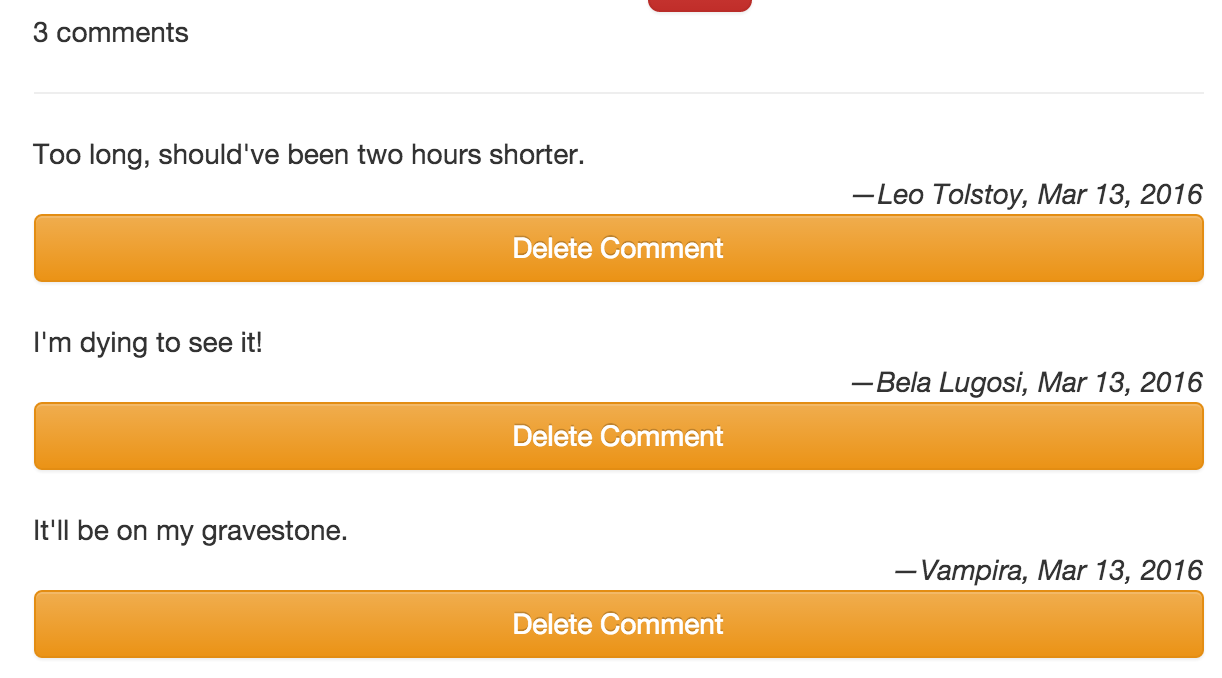 3 comments
Too long, should've been two hours shorter.
—Leo Tolstoy, Mar 13, 2016
Delete Comment
I'm dying to see it!
—Bela Lugosi, Mar 13, 2016
Delete Comment
It'll be on my gravestone.
—Vampira, Mar 13, 2016
Delete Comment